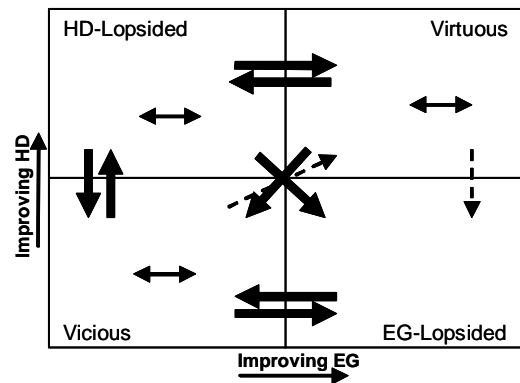 HD-Lopsided
Virtuous
Improving HD
Vicious
EG-Lopsided
Improving EG